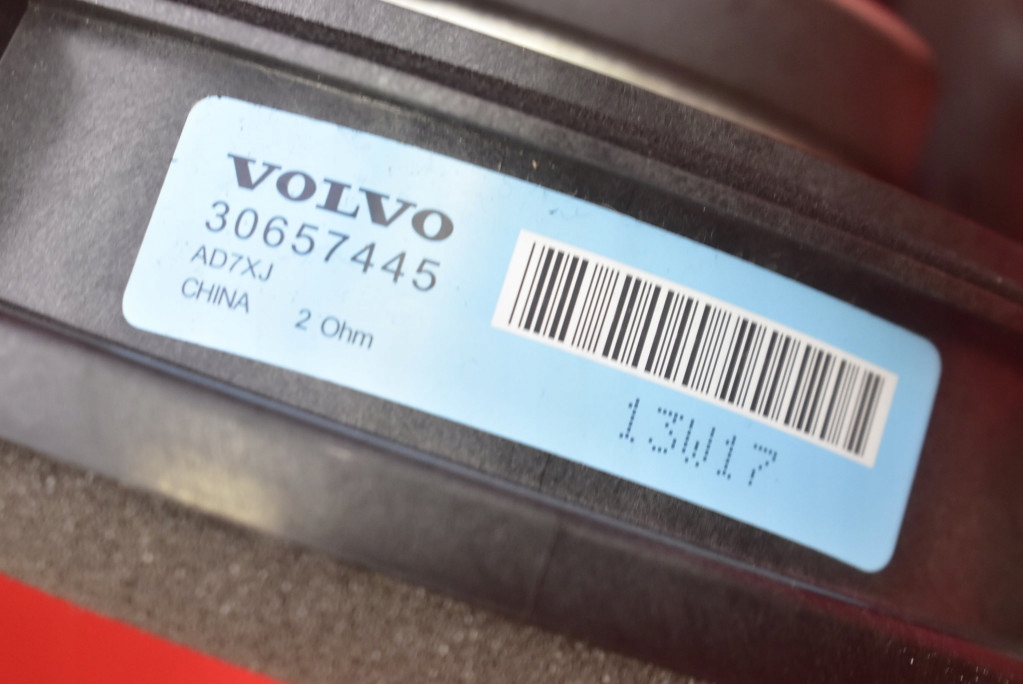 VOLVO
30657445
AD7XJ
CHINA 2 Ohm
13W17